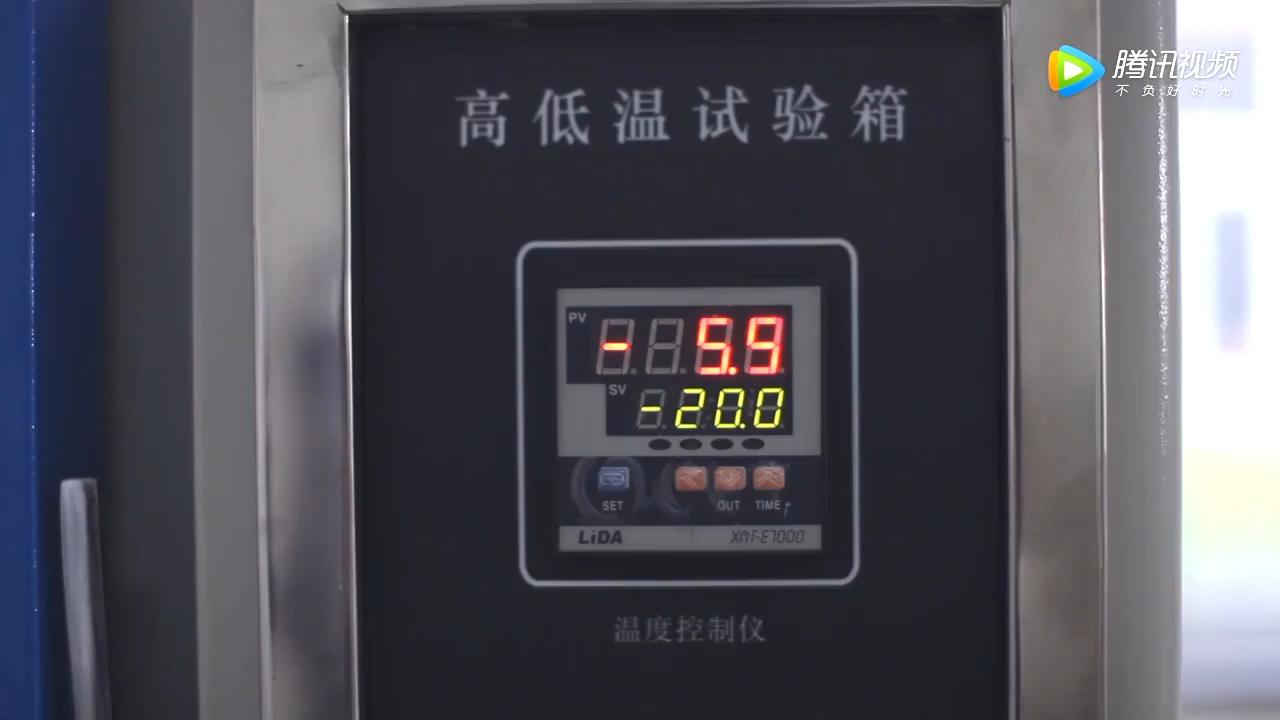 腾讯视频
不负好时光
高低温试验箱
PV
- 5.5
SV
-20.0
SET
OUT
TIME
LiDA
XMT-E7000
温度控制仪